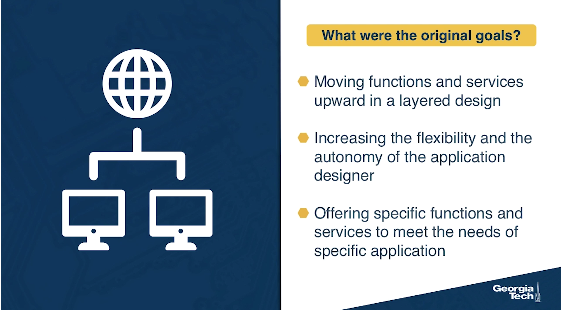 What were the original goals?
Moving functions and services
upward in a layered design
Increasing the flexibility and the
autonomy of the application
designer
Offering specific functions and
services to meet the needs of
specific application
Georgia
Tech